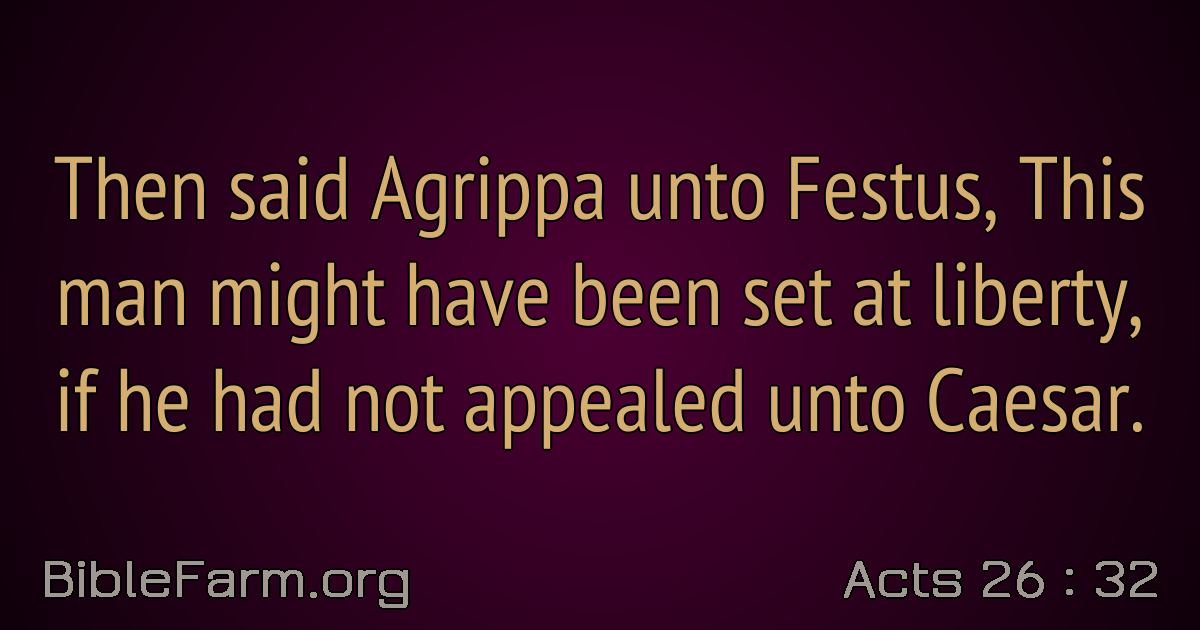 Then said Agrippa unto Festus, This
man might have been set at liberty,
if he had not appealed unto Caesar.
BibleFarm.org
Acts 26 : 32